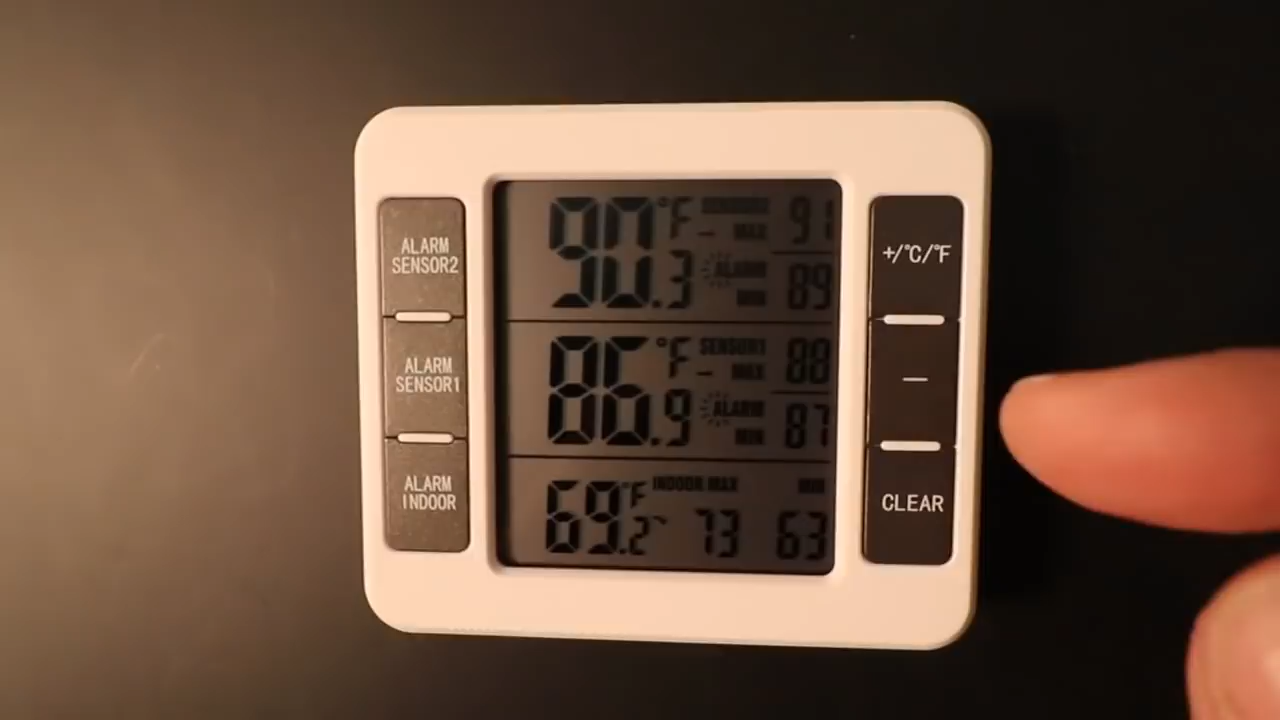 ALARM
SENSOR2
ALARM
SENSOR1
ALARM
INDOOR
90.3 °F
MAX 91
ALARM
MIN 89
86.9 °F SENSOR1
MAX 88
ALARM
MIN 87
69.2 °F INDOOR MAX 73
MIN 63
+/°C/°F
—
CLEAR